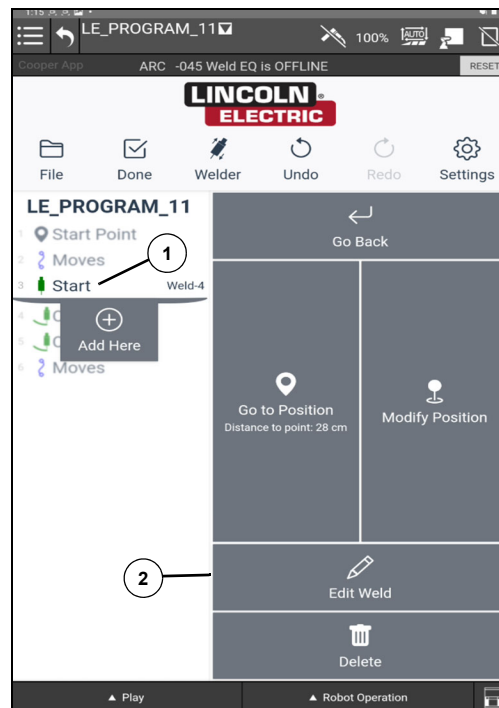 1:15
LE_PROGRAM_11
100%
AUTO
Cooper App
ARC -045 Weld EQ is OFFLINE
RESET
LINCOLN ®
ELECTRIC
File
Done
Welder
Undo
Redo
Settings
LE_PROGRAM_11
Go Back
1 Start Point
2 Moves
1
3 Start Weld-4
4
Add Here
5
6 Moves
Go to Position
Distance to point: 28 cm
Modify Position
2
Edit Weld
Delete
▲ Play
▲ Robot Operation